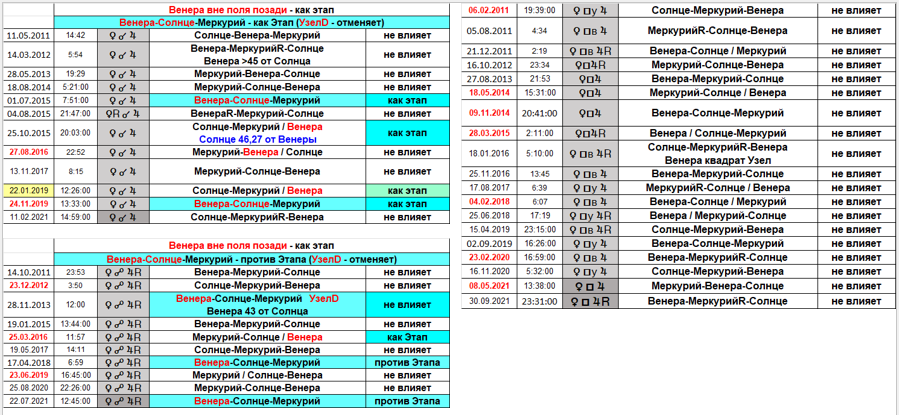 Венера вне поля позади - как Этап
Венера-Солнце-Меркурий - как Этап (УзелD - отменяет)
11.05.2011 14:42 ♀ ☌ ♃ Солнце-Венера-Меркурий не влияет
14.03.2012 5:54 ♀ ☌ ♃ Венера-МеркурийR-Солнце не влияет
Венера >45 от Солнца
28.05.2013 19:29 ♀ ☌ ♃ Меркурий-Венера-Солнце не влияет
18.08.2014 5:21:00 ♀ ☌ ♃ Меркурий-Солнце-Венера не влияет
01.07.2015 7:51:00 ♀ ☌ ♃ Венера-Солнце-Меркурий как этап
04.08.2015 21:47:00 ♀R ☌ ♃ ВенераR-Меркурий-Солнце не влияет
25.10.2015 20:03:00 ♀ ☌ ♃ Солнце-Меркурий / Венера как этап
Солнце 46,27 от Венеры
27.08.2016 22:52 ♀ ☌ ♃ Меркурий-Венера / Солнце не влияет
13.11.2017 8:15 ♀ ☌ ♃ Меркурий-Солнце-Венера не влияет
22.01.2019 12:26:00 ♀ ☌ ♃ Солнце-Меркурий / Венера как этап
24.11.2019 13:33:00 ♀ ☌ ♃ Венера-Солнце-Меркурий как этап
11.02.2021 14:59:00 ♀ ☌ ♃ Солнце-МеркурийR-Венера не влияет
Венера вне поля позади - как этап
Венера-Солнце-Меркурий - против Этапа (УзелD - отменяет)
14.10.2011 23:53 ♀ ☍ ♃R Венера-Меркурий-Солнце не влияет
23.12.2012 3:50 ♀ ☍ ♃R Солнце-Меркурий-Венера не влияет
28.11.2013 12:00 ♀ ☍ ♃R Венера-Солнце-Меркурий УзелD не влияет
Венера 43 от Солнца
19.01.2015 13:44:00 ♀ ☍ ♃R Венера-Меркурий-Солнце не влияет
25.03.2016 11:57 ♀ ☍ ♃R Меркурий-Солнце / Венера как Этап
19.05.2017 14:11 ♀ ☍ ♃R Солнце-Меркурий-Венера не влияет
17.04.2018 6:59 ♀ ☍ ♃R Венера-Солнце-Меркурий против Этапа
23.06.2019 16:45:00 ♀ ☍ ♃R Меркурий / Солнце-Венера не влияет
25.08.2020 22:26:00 ♀ ☍ ♃R Меркурий-Солнце-Венера не влияет
22.07.2021 12:45:00 ♀ ☍ ♃R Венера-Солнце-Меркурий против Этапа
06.02.2011 19:39:00 ♀ □у ♃ Солнце-Меркурий-Венера не влияет
05.08.2011 4:34 ♀ □в ♃ МеркурийR-Солнце-Венера не влияет
21.12.2011 2:19 ♀ □в ♃R Венера-Солнце / Меркурий не влияет
16.10.2012 23:34 ♀□♃R Меркурий-Солнце-Венера не влияет
27.08.2013 21:53 ♀□♃ Меркурий-Солнце-Венера не влияет
18.05.2014 15:31:00 ♀□♃ Меркурий-Солнце / Венера не влияет
09.11.2014 20:41:00 ♀□♃ Венера-Солнце-Меркурий не влияет
28.03.2015 2:11:00 ♀□♃R Венера / Солнце-Меркурий не влияет
18.01.2016 5:10:00 ♀ □в ♃R Солнце-МеркурийR-Венера не влияет
Венера квадрат Узел
25.11.2016 13:45 ♀ □в ♃ Венера-Меркурий-Солнце не влияет
17.08.2017 6:39 ♀ □у ♃ МеркурийR-Солнце / Венера не влияет
04.02.2018 6:07 ♀ □в ♃ Венера-Солнце / Меркурий не влияет
25.06.2018 17:19 ♀ □у ♃R Венера / Меркурий-Солнце не влияет
15.04.2019 23:15:00 ♀ □в ♃R Солнце-Меркурий-Венера не влияет
02.09.2019 16:26:00 ♀ □у ♃ Венера-Солнце-Меркурий не влияет
23.02.2020 16:59:00 ♀ □в ♃ Венера-МеркурийR-Солнце не влияет
16.11.2020 5:32:00 ♀ □у ♃ Солнце-Меркурий-Венера не влияет
08.05.2021 13:38:00 ♀ □ ♃ Меркурий-Венера-Солнце не влияет
30.09.2021 23:31:00 ♀ □ ♃R Венера-МеркурийR-Солнце не влияет